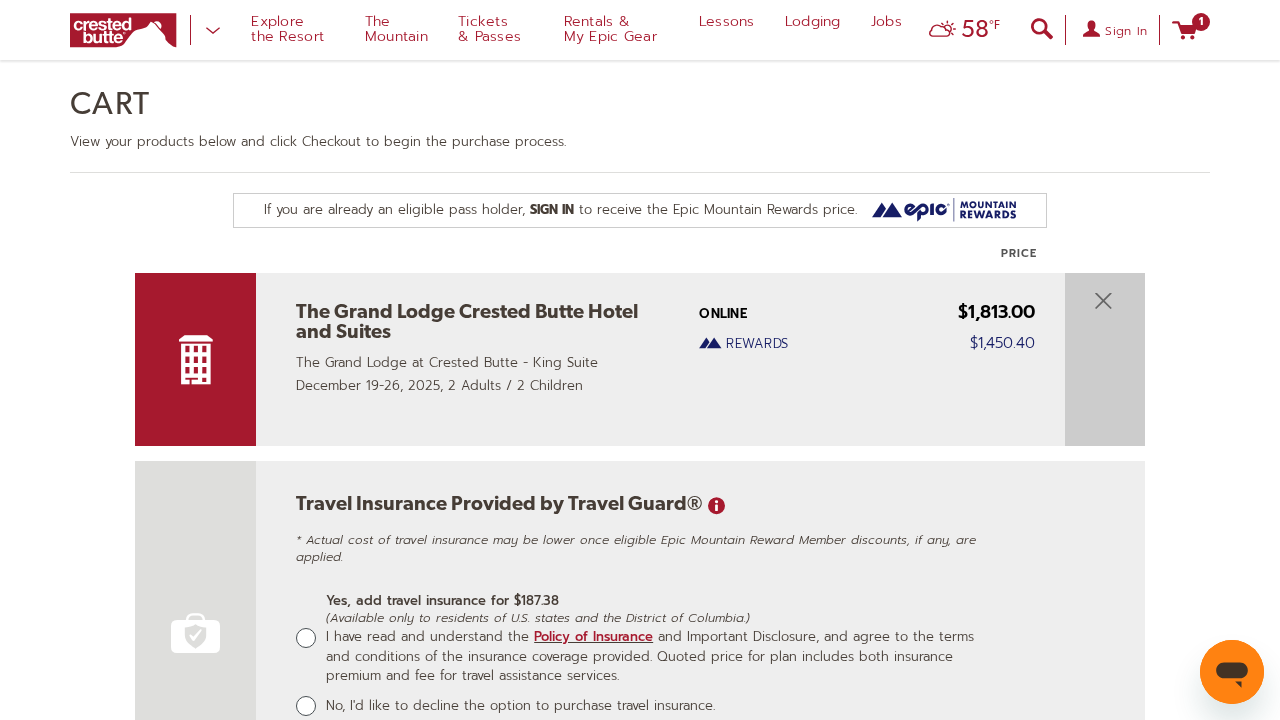 crested butte
Explore the Resort
The Mountain
Tickets & Passes
Rentals & My Epic Gear
Lessons
Lodging
Jobs
58°F
Sign In
1
CART
View your products below and click Checkout to begin the purchase process.
If you are already an eligible pass holder, SIGN IN to receive the Epic Mountain Rewards price.
epic MOUNTAIN REWARDS
PRICE
The Grand Lodge Crested Butte Hotel
and Suites
ONLINE
$1,813.00
REWARDS
$1,450.40
The Grand Lodge at Crested Butte - King Suite
December 19-26, 2025, 2 Adults / 2 Children
Travel Insurance Provided by Travel Guard®
* Actual cost of travel insurance may be lower once eligible Epic Mountain Reward Member discounts, if any, are
applied.
Yes, add travel insurance for $187.38
(Available only to residents of U.S. states and the District of Columbia.)
I have read and understand the Policy of Insurance and Important Disclosure, and agree to the terms
and conditions of the insurance coverage provided. Quoted price for plan includes both insurance
premium and fee for travel assistance services.
No, I'd like to decline the option to purchase travel insurance.